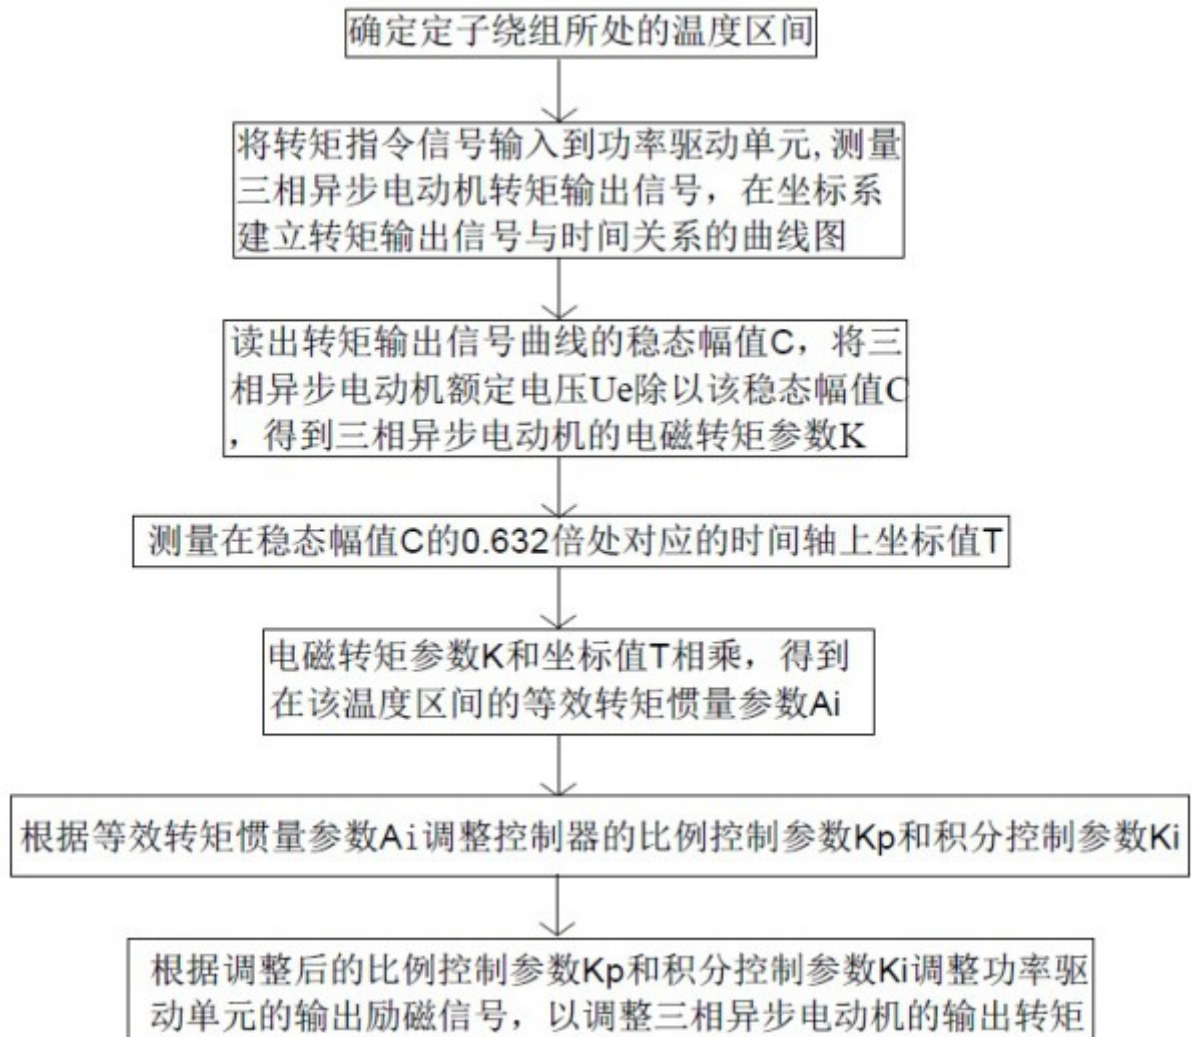 确定定子绕组所处的温度区间
将转矩指令信号输入到功率驱动单元,测量
三相异步电动机转矩输出信号，在坐标系
建立转矩输出信号与时间关系的曲线图
读出转矩输出信号曲线的稳态幅值C，将三
相异步电动机额定电压Ue除以该稳态幅值C
，得到三相异步电动机的电磁转矩参数K
测量在稳态幅值C的0.632倍处对应的时间轴上坐标值T
电磁转矩参数K和坐标值T相乘，得到
在该温度区间的等效转矩惯量参数Ai
根据等效转矩惯量参数Ai调整控制器的比例控制参数Kp和积分控制参数Ki
根据调整后的比例控制参数Kp和积分控制参数Ki调整功率驱
动单元的输出励磁信号，以调整三相异步电动机的输出转矩